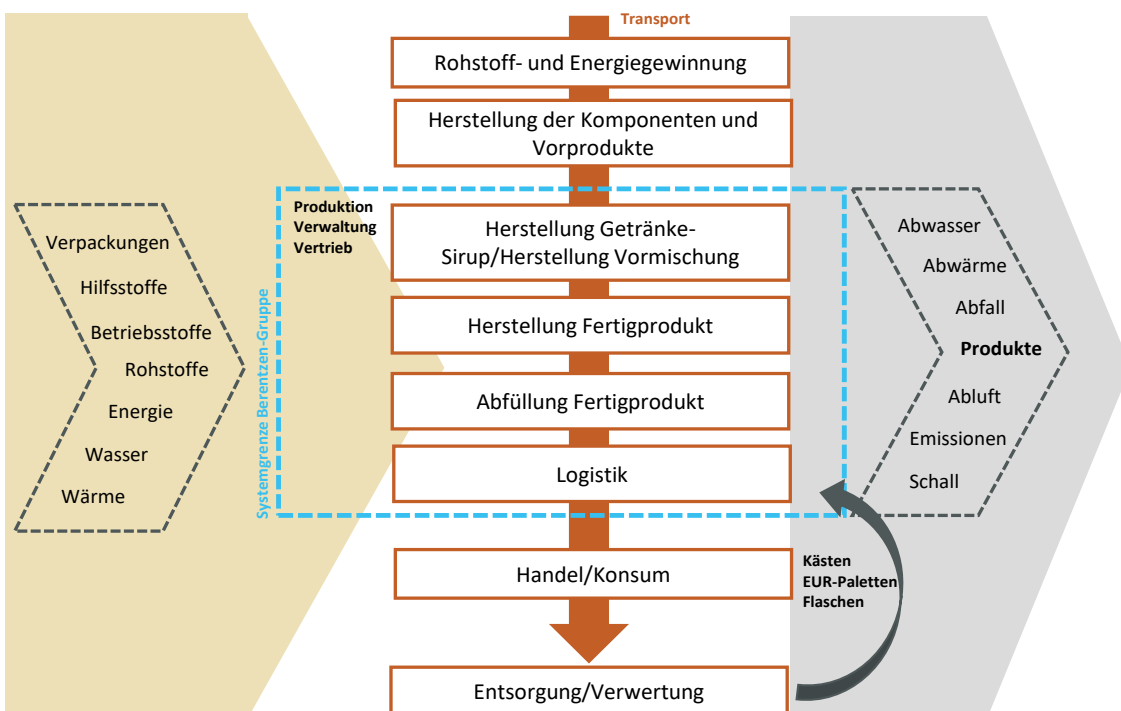 Transport
Rohstoff- und Energiegewinnung
Herstellung der Komponenten und
Vorprodukte
Verpackungen
Hilfsstoffe
Betriebsstoffe
Rohstoffe
Energie
Wasser
Wärme
Systemgrenze Berentzen-Gruppe
Produktion
Verwaltung
Vertrieb
Herstellung Getränke-
Sirup/Herstellung Vormischung
Herstellung Fertigprodukt
Abfüllung Fertigprodukt
Logistik
Abwasser
Abwärme
Abfall
Produkte
Abluft
Emissionen
Schall
Handel/Konsum
Kästen
EUR-Paletten
Flaschen
Entsorgung/Verwertung